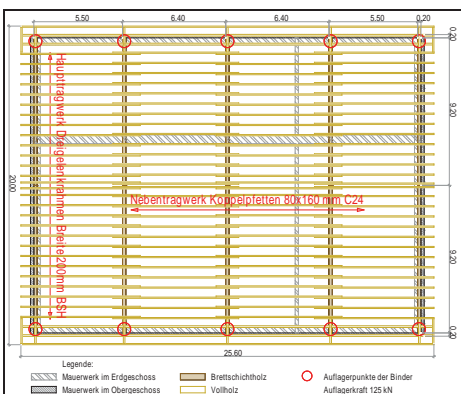 5.50 6.40 6.40 5.50 0.20
0.20
9.20
Haupttragwerk Dreigelenkrahmen Breite 200mm BSH
20.00
Nebentragwerk Koppelpfetten 80x160 mm C24
9.20
0.20
25.60
Legende:
Mauerwerk im Erdgeschoss Brettschichtholz Auflagerpunkte der Binder
Mauerwerk im Obergeschoss Vollholz Auflagerkraft 125 kN